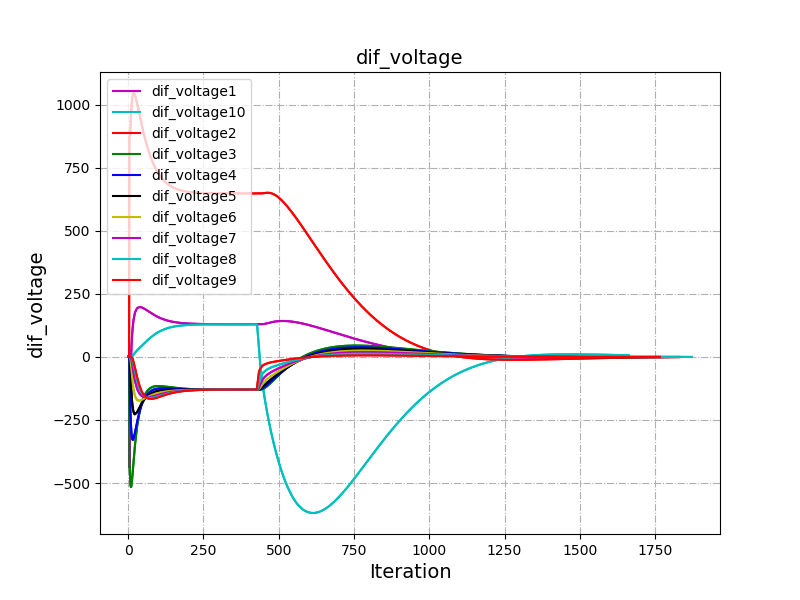 dif_voltage
dif_voltage
1000
750
500
250
0
−250
−500
dif_voltage1
dif_voltage10
dif_voltage2
dif_voltage3
dif_voltage4
dif_voltage5
dif_voltage6
dif_voltage7
dif_voltage8
dif_voltage9
0 250 500 750 1000 1250 1500 1750
Iteration